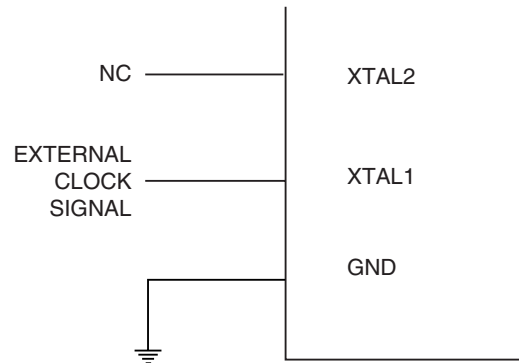 NC
XTAL2
EXTERNAL
CLOCK
SIGNAL
XTAL1
GND